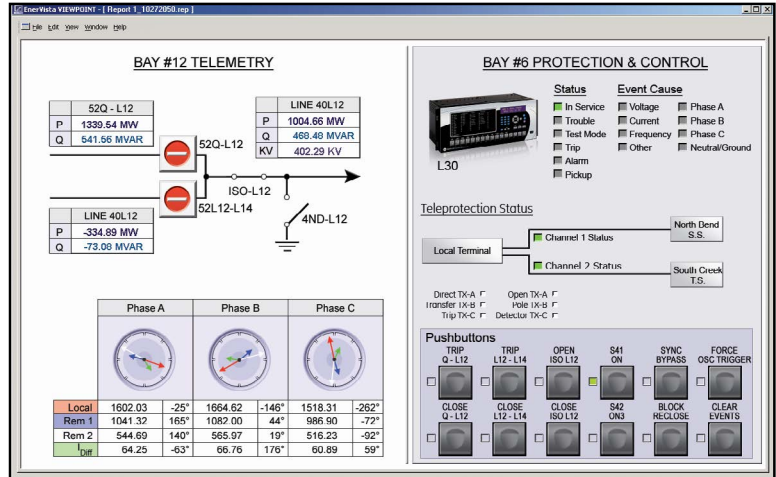 EnerVista VIEWPOINT - [ Report 1_10272050.rep ]
File Edit View Window Help
BAY #12 TELEMETRY
52Q - L12
P 1339.54 MW
Q 541.56 MVAR
LINE 40L12
P 1004.66 MW
Q 468.48 MVAR
KV 402.29 KV
52Q-L12
ISO-L12
52L12-L14
4ND-L12
LINE 40L12
P -334.89 MW
Q -73.08 MVAR
Phase A Phase B Phase C
Local 1602.03 -25° 1664.62 -146° 1518.31 -262°
Rem 1 1041.32 165° 1082.00 44° 986.90 -72°
Rem 2 544.69 140° 565.97 19° 516.23 -92°
IDiff 64.25 -63° 66.76 176° 60.89 59°
BAY #6 PROTECTION & CONTROL
L30
Status Event Cause
In Service Voltage Phase A
Trouble Current Phase B
Test Mode Frequency Phase C
Trip Other Neutral/Ground
Alarm
Pickup
Teleprotection Status
Local Terminal
Channel 1 Status
North Bend
S.S.
Channel 2 Status
South Creek
T.S.
Direct TX-A Open TX-A
Transfer TX-B Pole TX-B
Trip TX-C Detector TX-C
Pushbuttons
TRIP
Q - L12
TRIP
L12 - L14
OPEN
ISO L12
S41
ON
SYNC
BYPASS
FORCE
OSC TRIGGER
CLOSE
Q - L12
CLOSE
L12 - L14
CLOSE
ISO L12
S42
ON3
BLOCK
RECLOSE
CLEAR
EVENTS